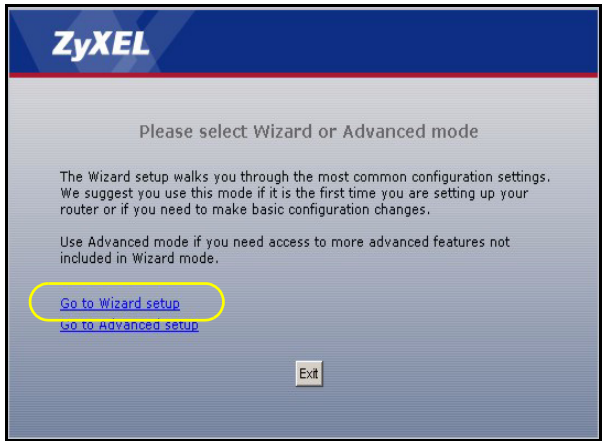 ZyXEL
Please select Wizard or Advanced mode
The Wizard setup walks you through the most common configuration settings.
We suggest you use this mode if it is the first time you are setting up your
router or if you need to make basic configuration changes.
Use Advanced mode if you need access to more advanced features not
included in Wizard mode.
Go to Wizard setup
Go to Advanced setup
Exit